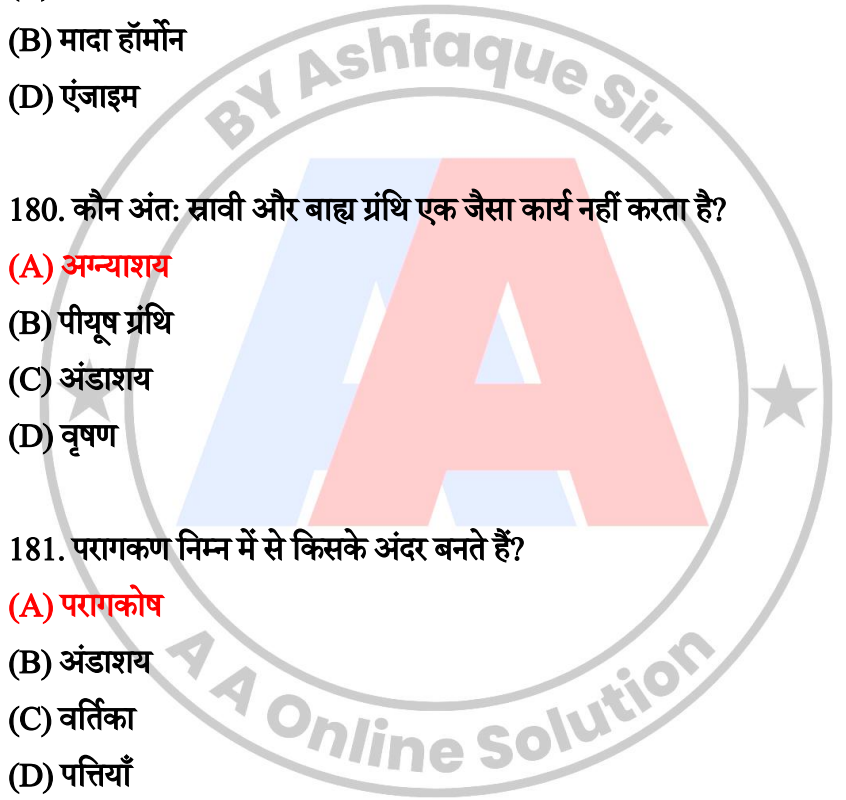 (B) मादा हॉर्मोन
(D) एंजाइम
180. कौन अंत: स्रावी और बाह्य ग्रंथि एक जैसा कार्य नहीं करता है?
(A) अग्न्याशय
(B) पीयूष ग्रंथि
(C) अंडाशय
(D) वृषण
181. परागकण निम्न में से किसके अंदर बनते हैं?
(A) परागकोष
(B) अंडाशय
(C) वर्तिका
(D) पत्तियाँ
BY Ashfaque Sir
AA
A A Online Solution